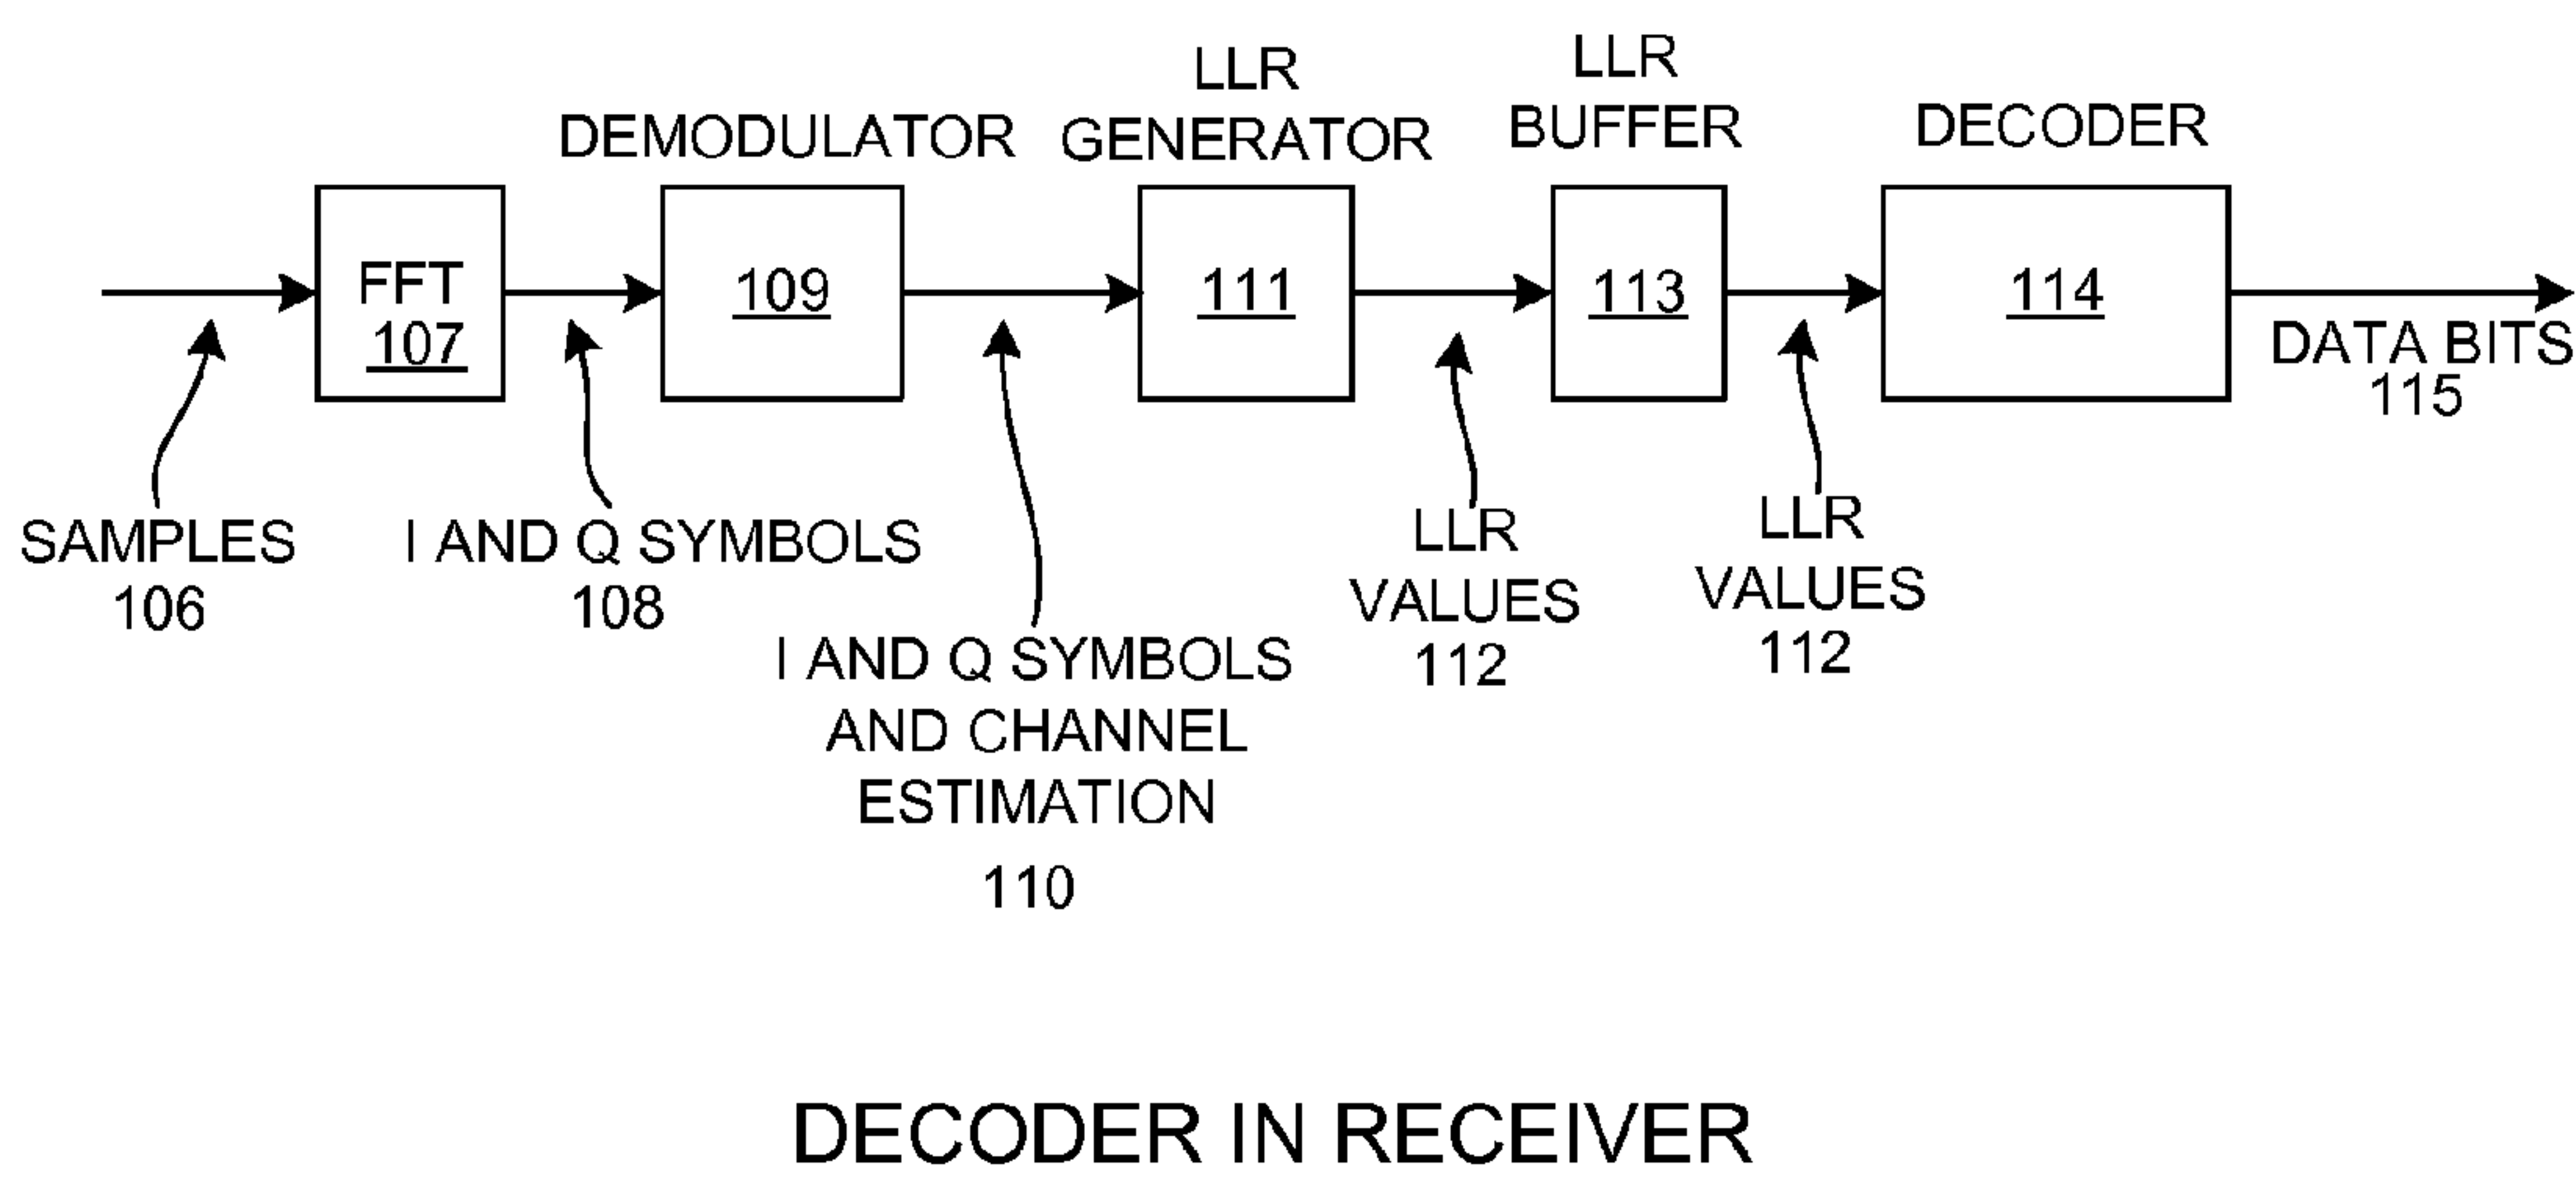 DEMODULATOR
LLR
GENERATOR
LLR
BUFFER
DECODER
FFT
107
109
111
113
114
DATA BITS
115
SAMPLES
106
I AND Q SYMBOLS
108
I AND Q SYMBOLS
AND CHANNEL
ESTIMATION
110
LLR
VALUES
112
LLR
VALUES
112
DECODER IN RECEIVER